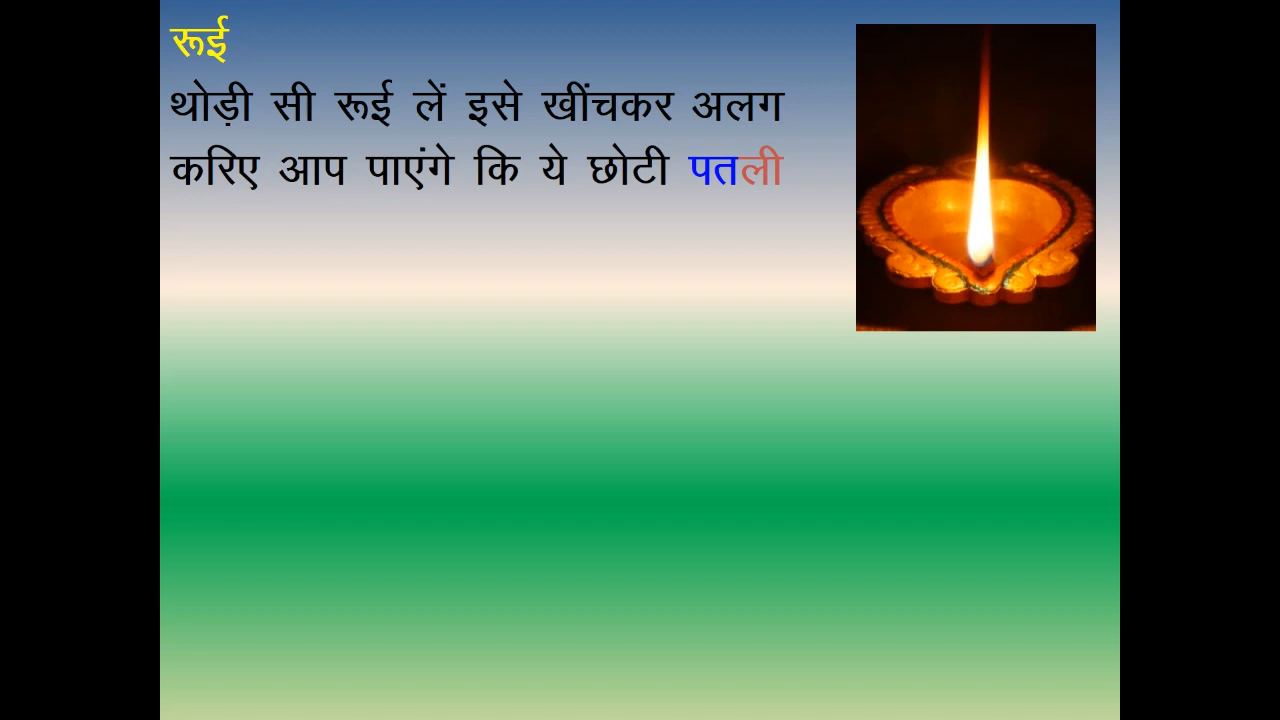 रूई
थोड़ी सी रूई लें इसे खींचकर अलग
करिए आप पाएंगे कि ये छोटी पतली